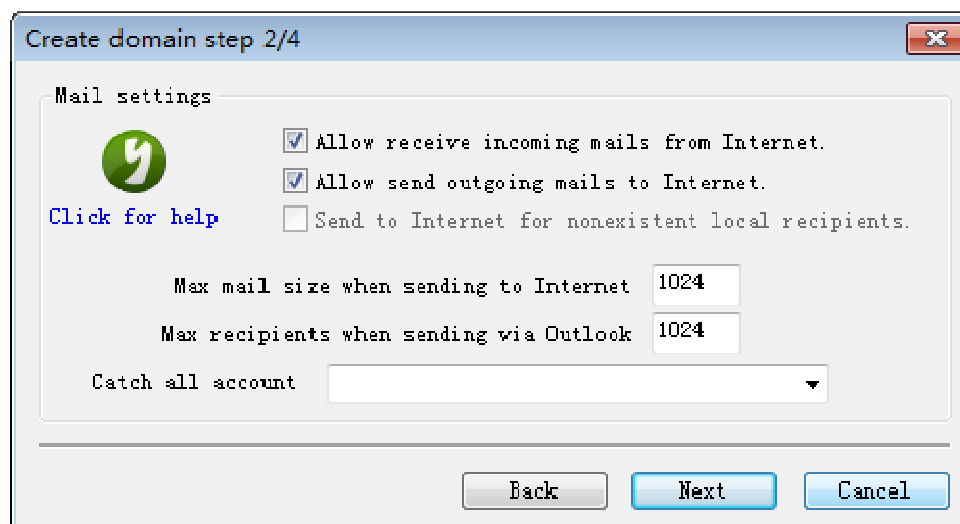 Create domain step 2/4
Mail settings
Allow receive incoming mails from Internet.
Allow send outgoing mails to Internet.
Click for help
Send to Internet for nonexistent local recipients.
Max mail size when sending to Internet 1024
Max recipients when sending via Outlook 1024
Catch all account
Back Next Cancel